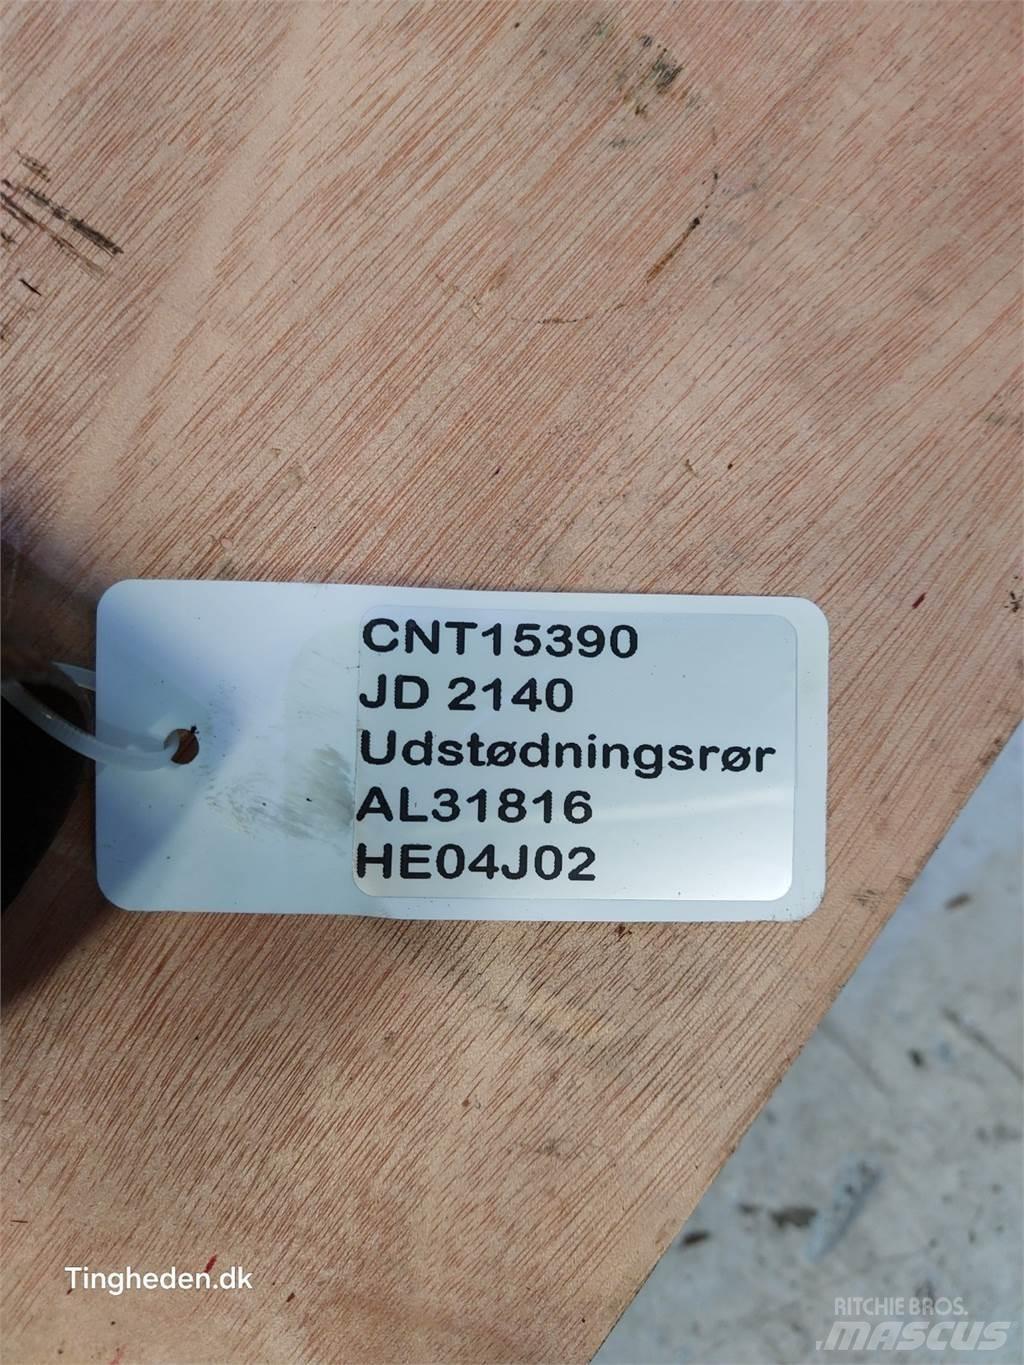 CNT15390
JD 2140
Udstødningsrør
AL31816
HE04J02
Tingheden.dk
RITCHIE BROS.
MASCUS